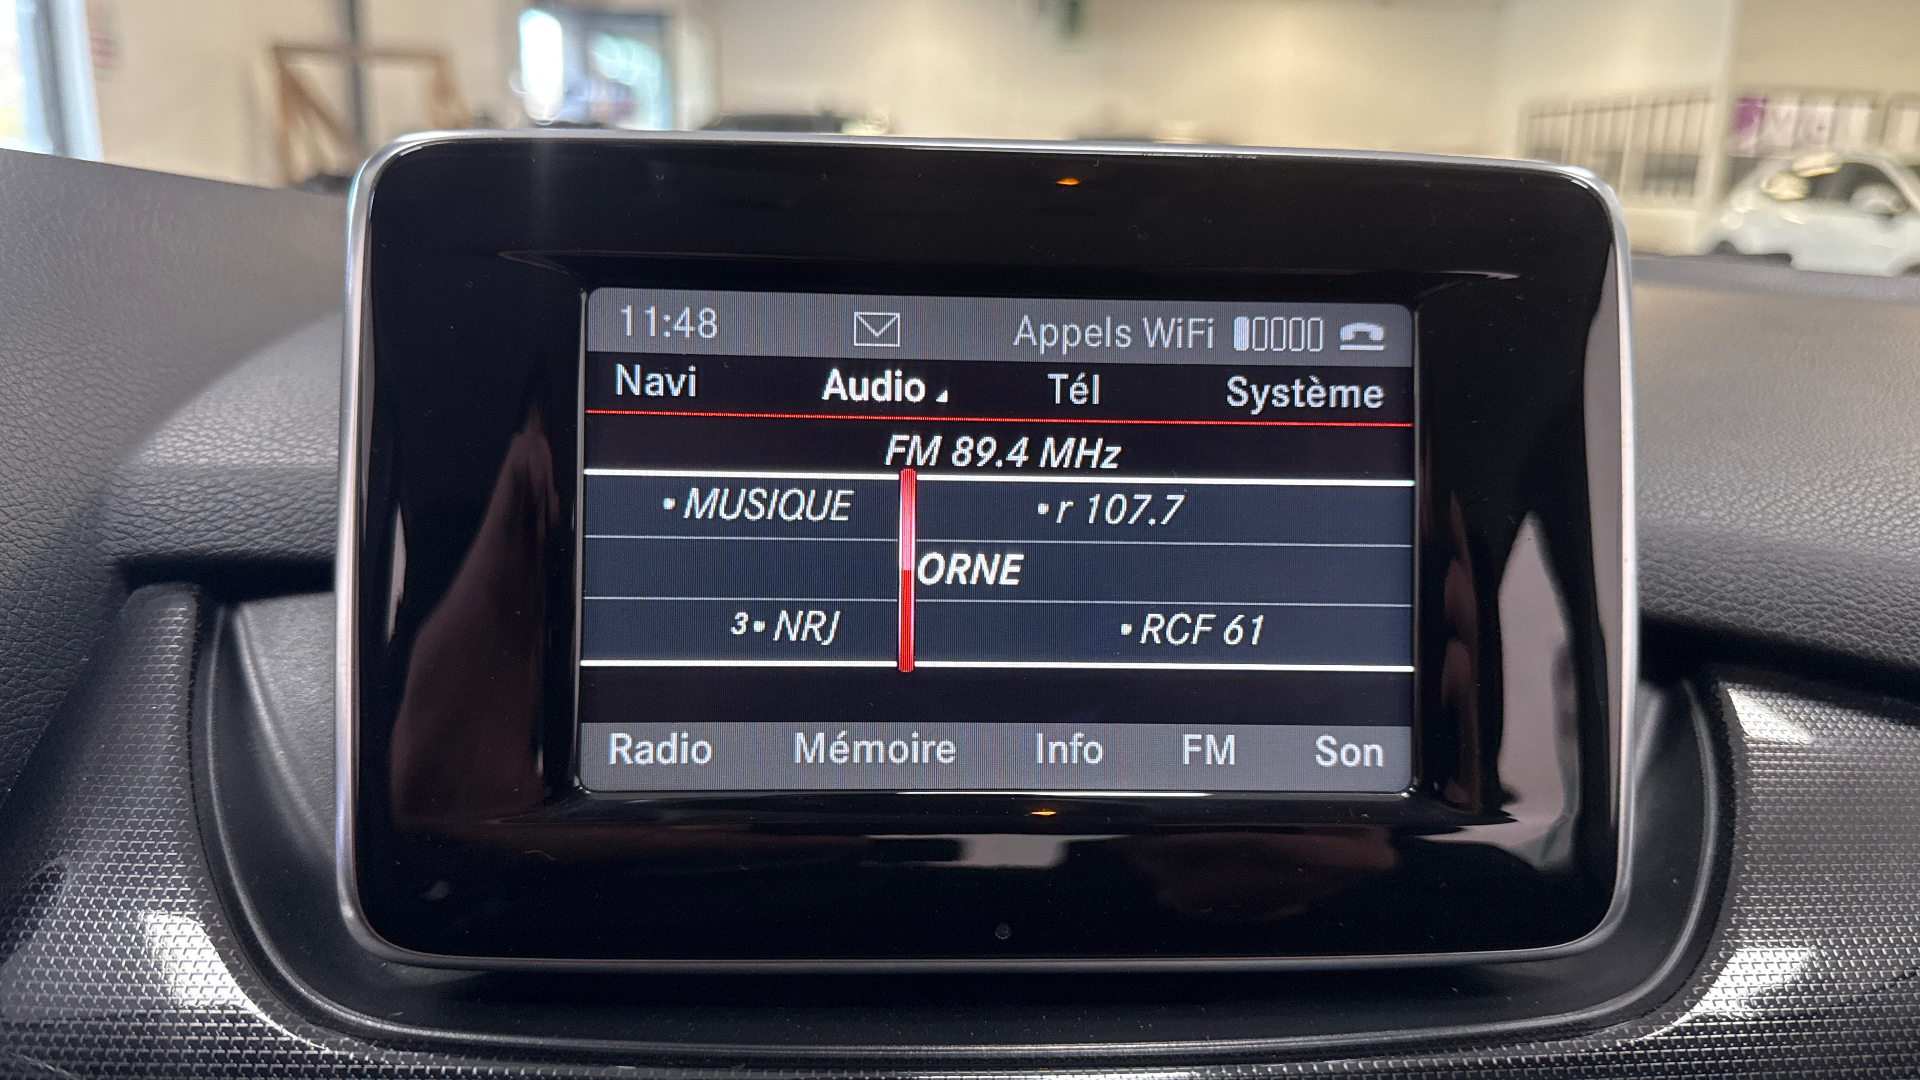 11:48 Appels WiFi
Navi Audio Tél Système
FM 89.4 MHz
• MUSIQUE • r 107.7
ORNE
3• NRJ • RCF 61
Radio Mémoire Info FM Son